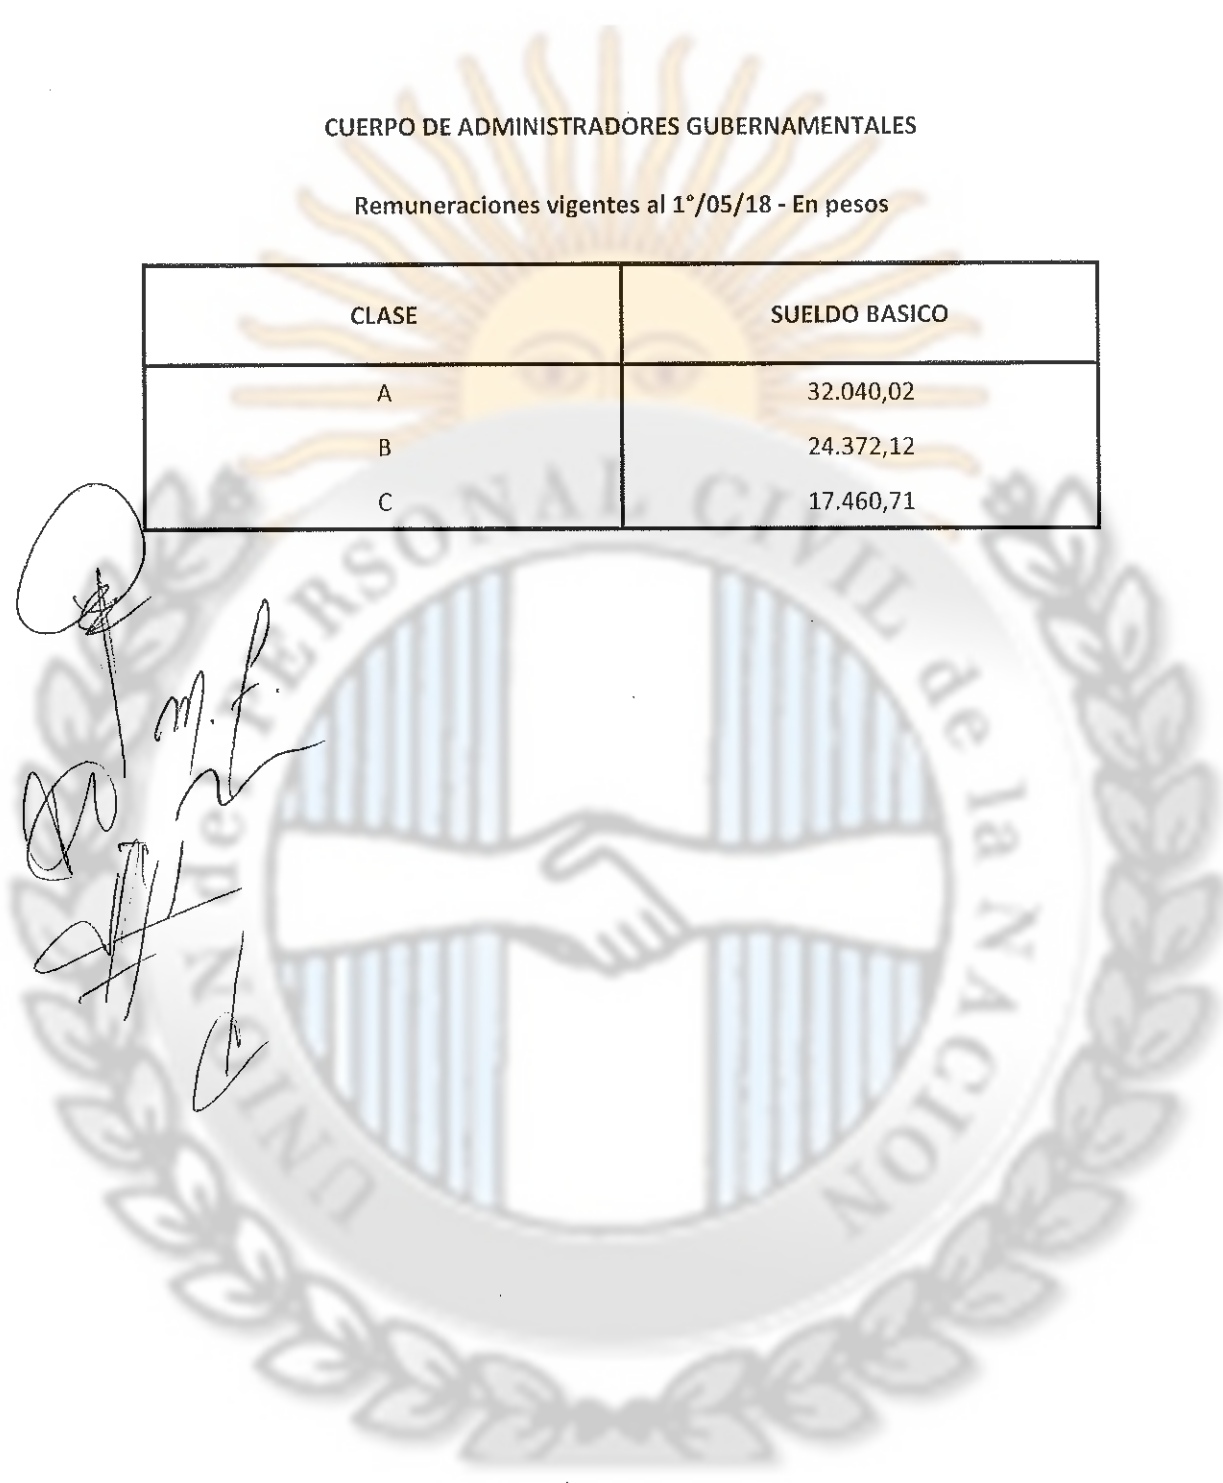 CUERPO DE ADMINISTRADORES GUBERNAMENTALES
Remuneraciones vigentes al 1°/05/18 - En pesos
CLASE SUELDO BASICO
A 32.040,02
B 24.372,12
C 17.460,71
UNION de PERSONAL CIVIL de la NACION